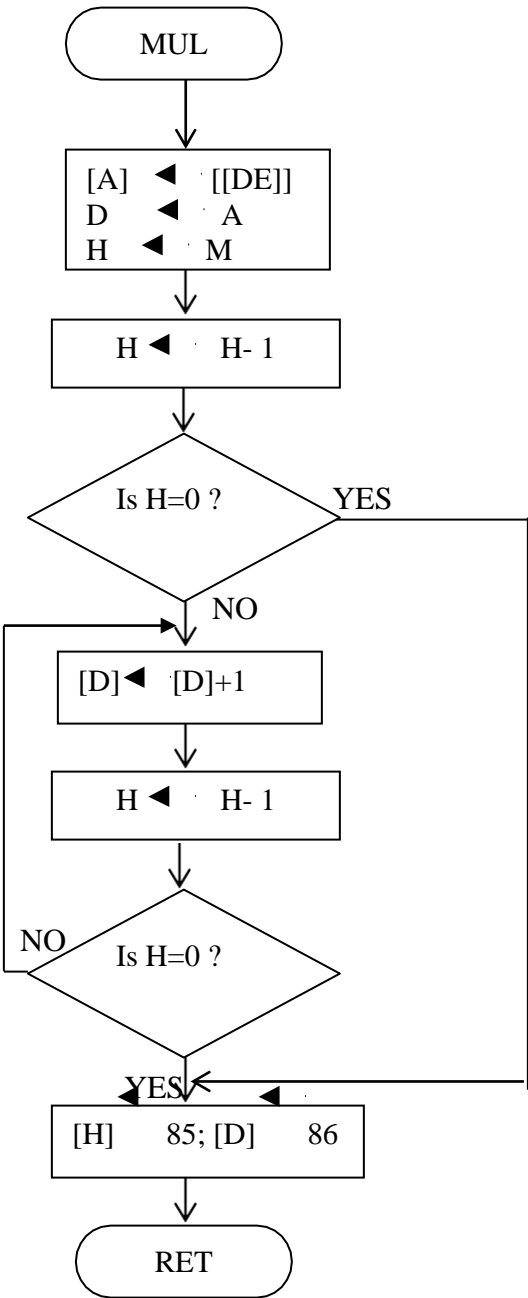 MUL
[A] ◄ [[DE]]
D ◄ A
H ◄ M
H ◄ H- 1
Is H=0 ?
YES
NO
[D] ◄ [D]+1
H ◄ H- 1
NO
Is H=0 ?
YES
[H] ◄ 85; [D] ◄ 86
RET